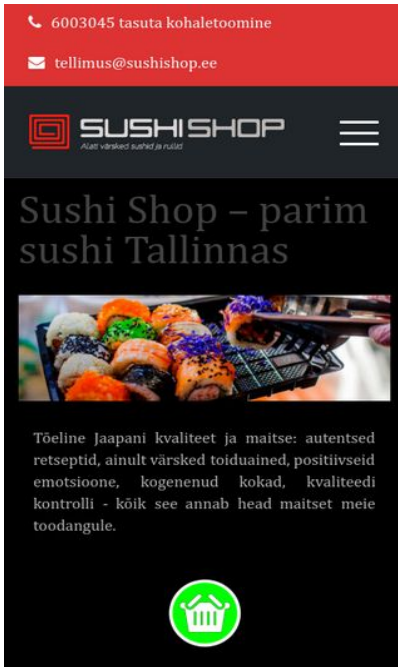 6003045 tasuta kohaletoomine
tellimus@sushishop.ee
SUSHISHOP
Alati värsked sushid ja rullid
Sushi Shop – parim
sushi Tallinnas
Tõeline Jaapani kvaliteet ja maitse: autentsed
retseptid, ainult värsked toiduained, positiivseid
emotsioone, kogenenud kokad, kvaliteedi
kontrolli - kõik see annab head maitset meie
toodangule.